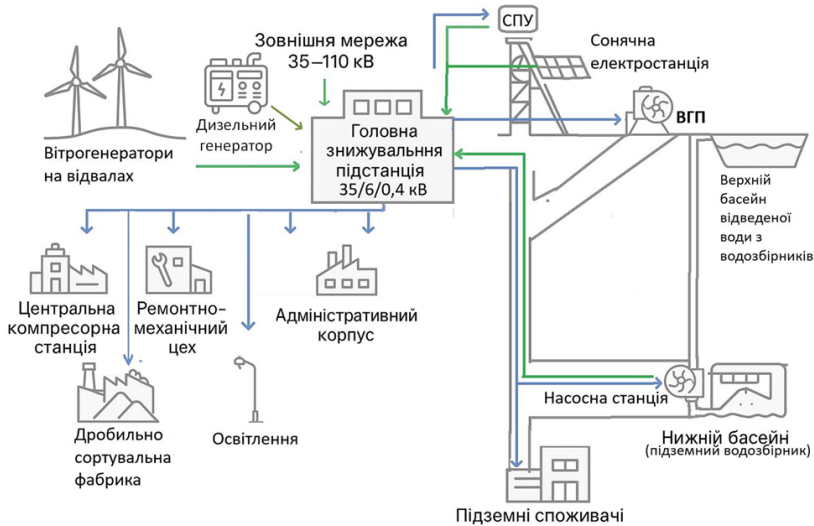 СПУ
Зовнішня мережа
35–110 кВ
Сонячна
електростанція
Дизельний
генератор
Головна
знижувальння
підстанція
35/6/0,4 кВ
ВГП
Вітрогенератори
на відвалах
Верхній
басейн
відведеної
води з
водозбірників
Центральна
компресорна
станція
Ремонтно-
механічний
цех
Адміністративний
корпус
Дробильно
сортувальна
фабрика
Освітлення
Насосна станція
Нижній басейні
(підземний водозбірник)
Підземні споживачі